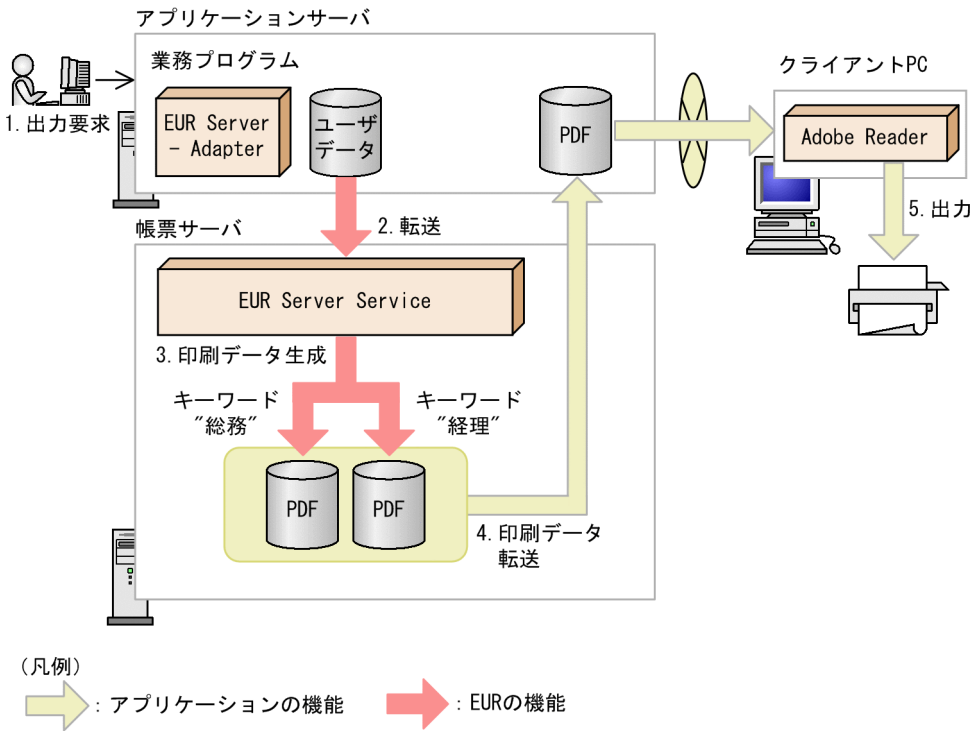 アプリケーションサーバ
業務プログラム
クライアントPC
1.出力要求
EUR Server
- Adapter
ユーザ
データ
PDF
Adobe Reader
2.転送
5.出力
帳票サーバ
EUR Server Service
3.印刷データ生成
キーワード
"総務"
キーワード
"経理"
PDF
PDF
4.印刷データ
転送
(凡例)
:アプリケーションの機能
:EURの機能